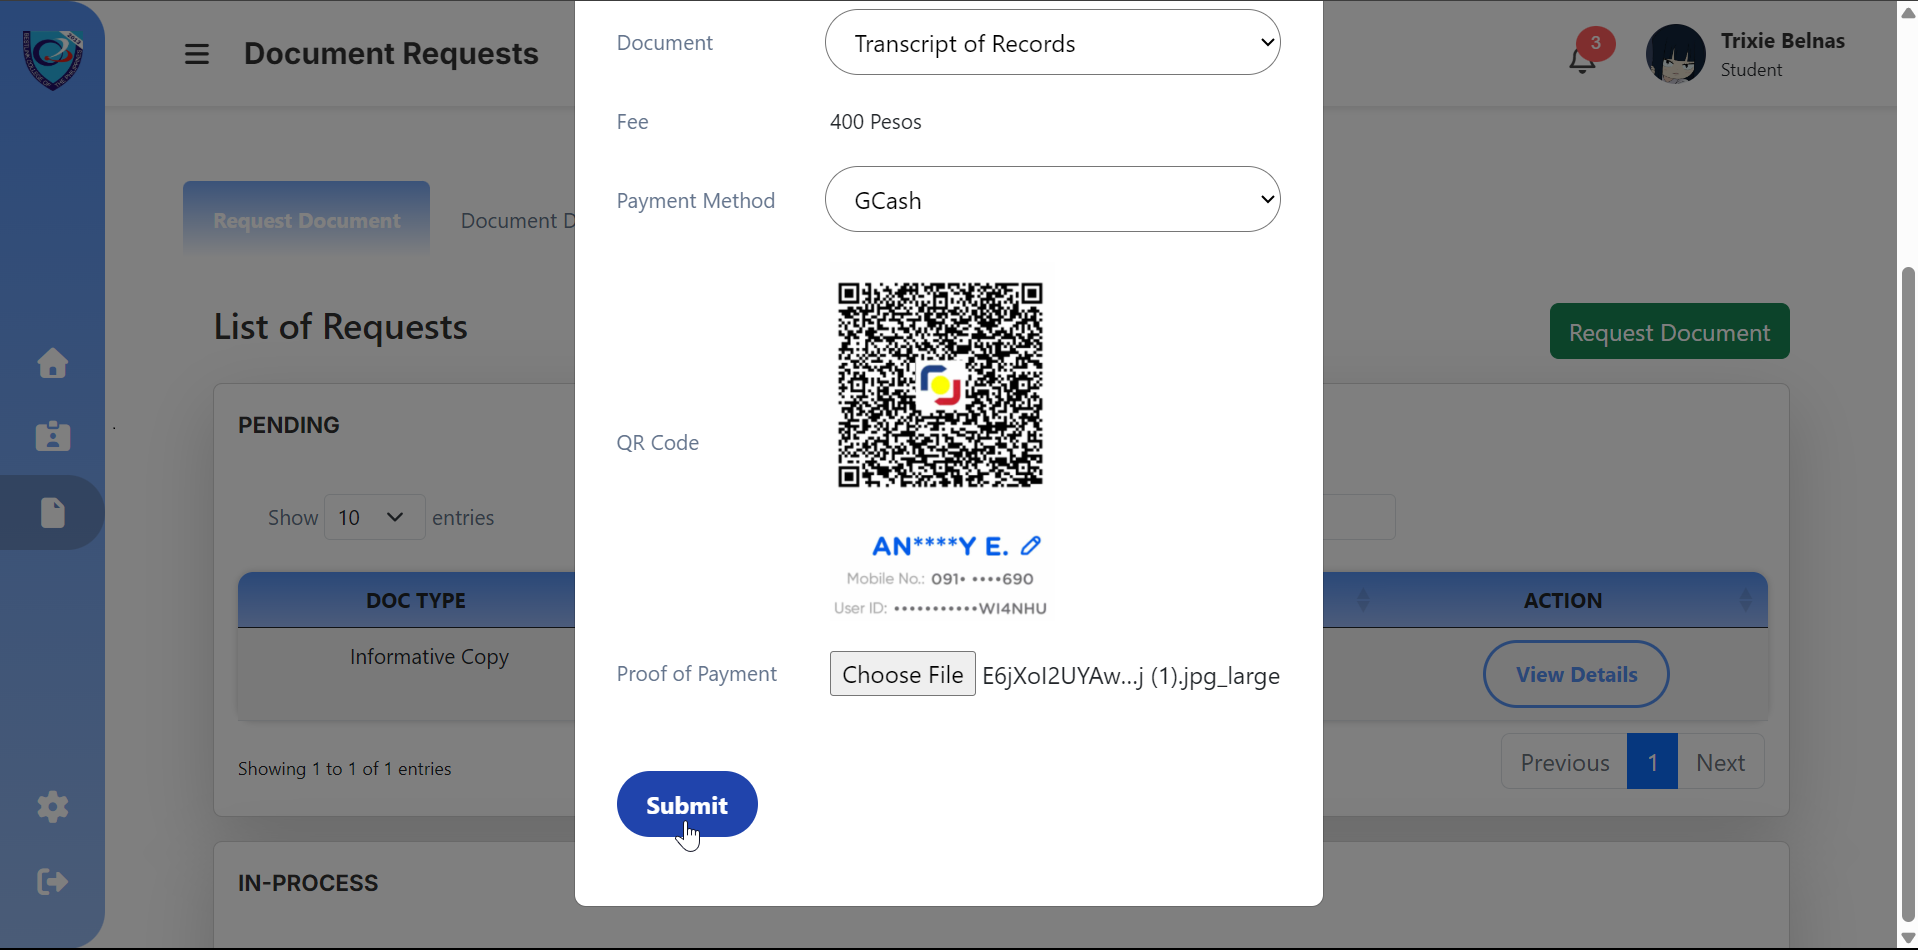 Document Requests
3
Trixie Belnas
Student
Request Document
Document D
List of Requests
Request Document
PENDING
Show 10 entries
DOC TYPE
ACTION
Informative Copy
View Details
Showing 1 to 1 of 1 entries
Previous 1 Next
IN-PROCESS
Document Transcript of Records
Fee 400 Pesos
Payment Method GCash
QR Code
AN****Y E.
Mobile No.: 091• ••••690
User ID: •••••••••••WI4NHU
Proof of Payment Choose File E6jXoI2UYAw...j (1).jpg_large
Submit